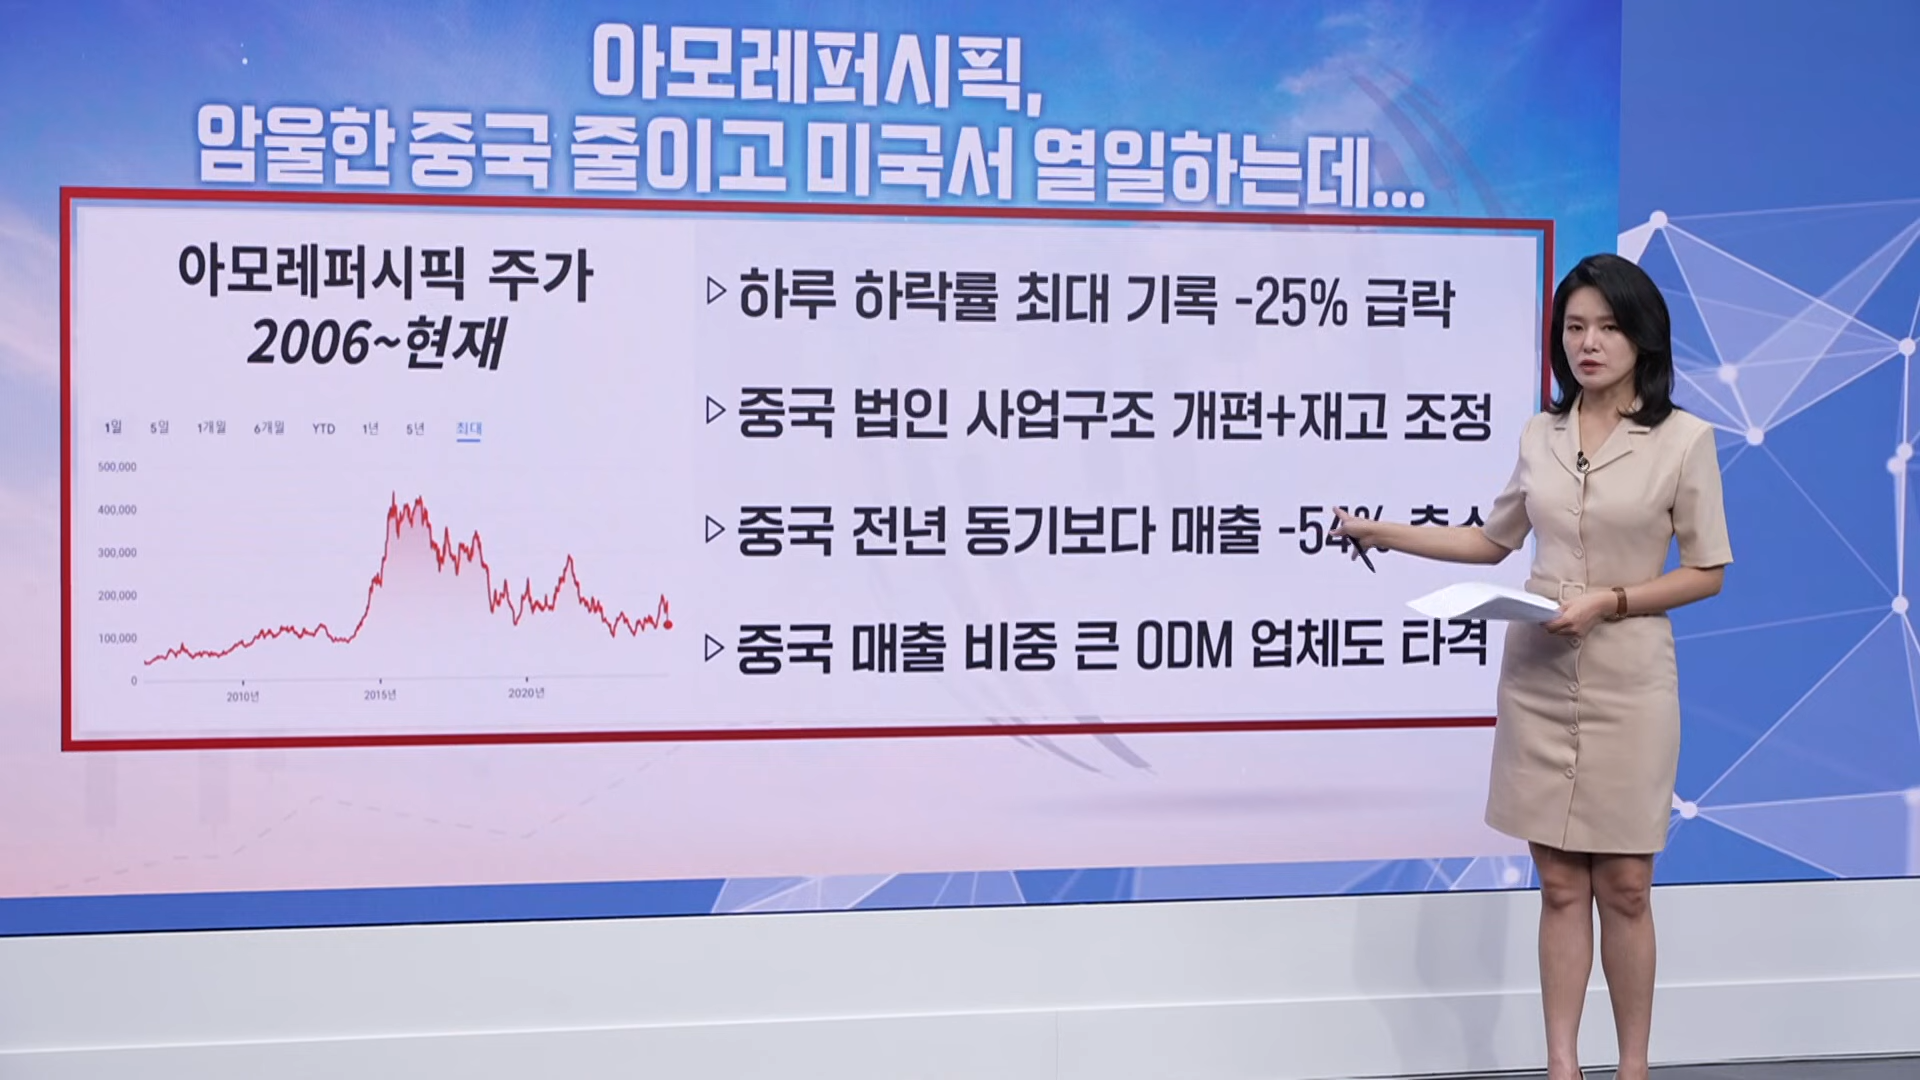 아모레퍼시픽,
암울한 중국 줄이고 미국서 열일하는데...
아모레퍼시픽 주가
2006~현재
1일 5일 1개월 6개월 YTD 1년 5년 최대
500,000
400,000
300,000
200,000
100,000
0
2010년 2015년 2020년
▷하루 하락률 최대 기록 -25% 급락
▷중국 법인 사업구조 개편+재고 조정
▷중국 전년 동기보다 매출 -54%
▷중국 매출 비중 큰 ODM 업체도 타격